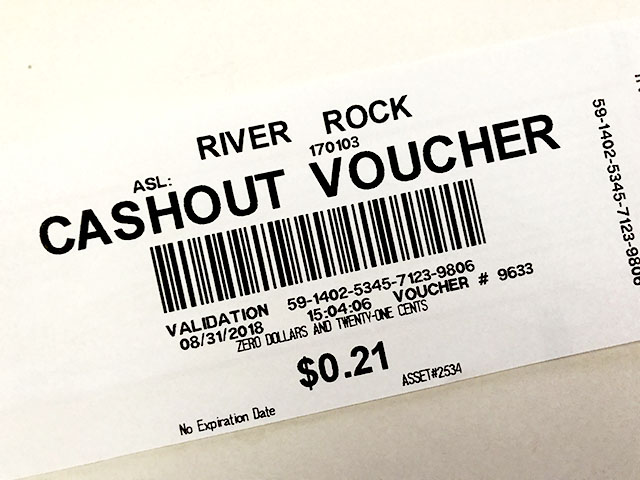 RIVER ROCK
ASL: 170103
CASHOUT VOUCHER
VALIDATION 59-1402-5345-7123-9806
08/31/2018 15:04:06 VOUCHER # 9633
ZERO DOLLARS AND TWENTY-ONE CENTS
$0.21
No Expiration Date ASSET#2534
59-1402-5345-7123-9806